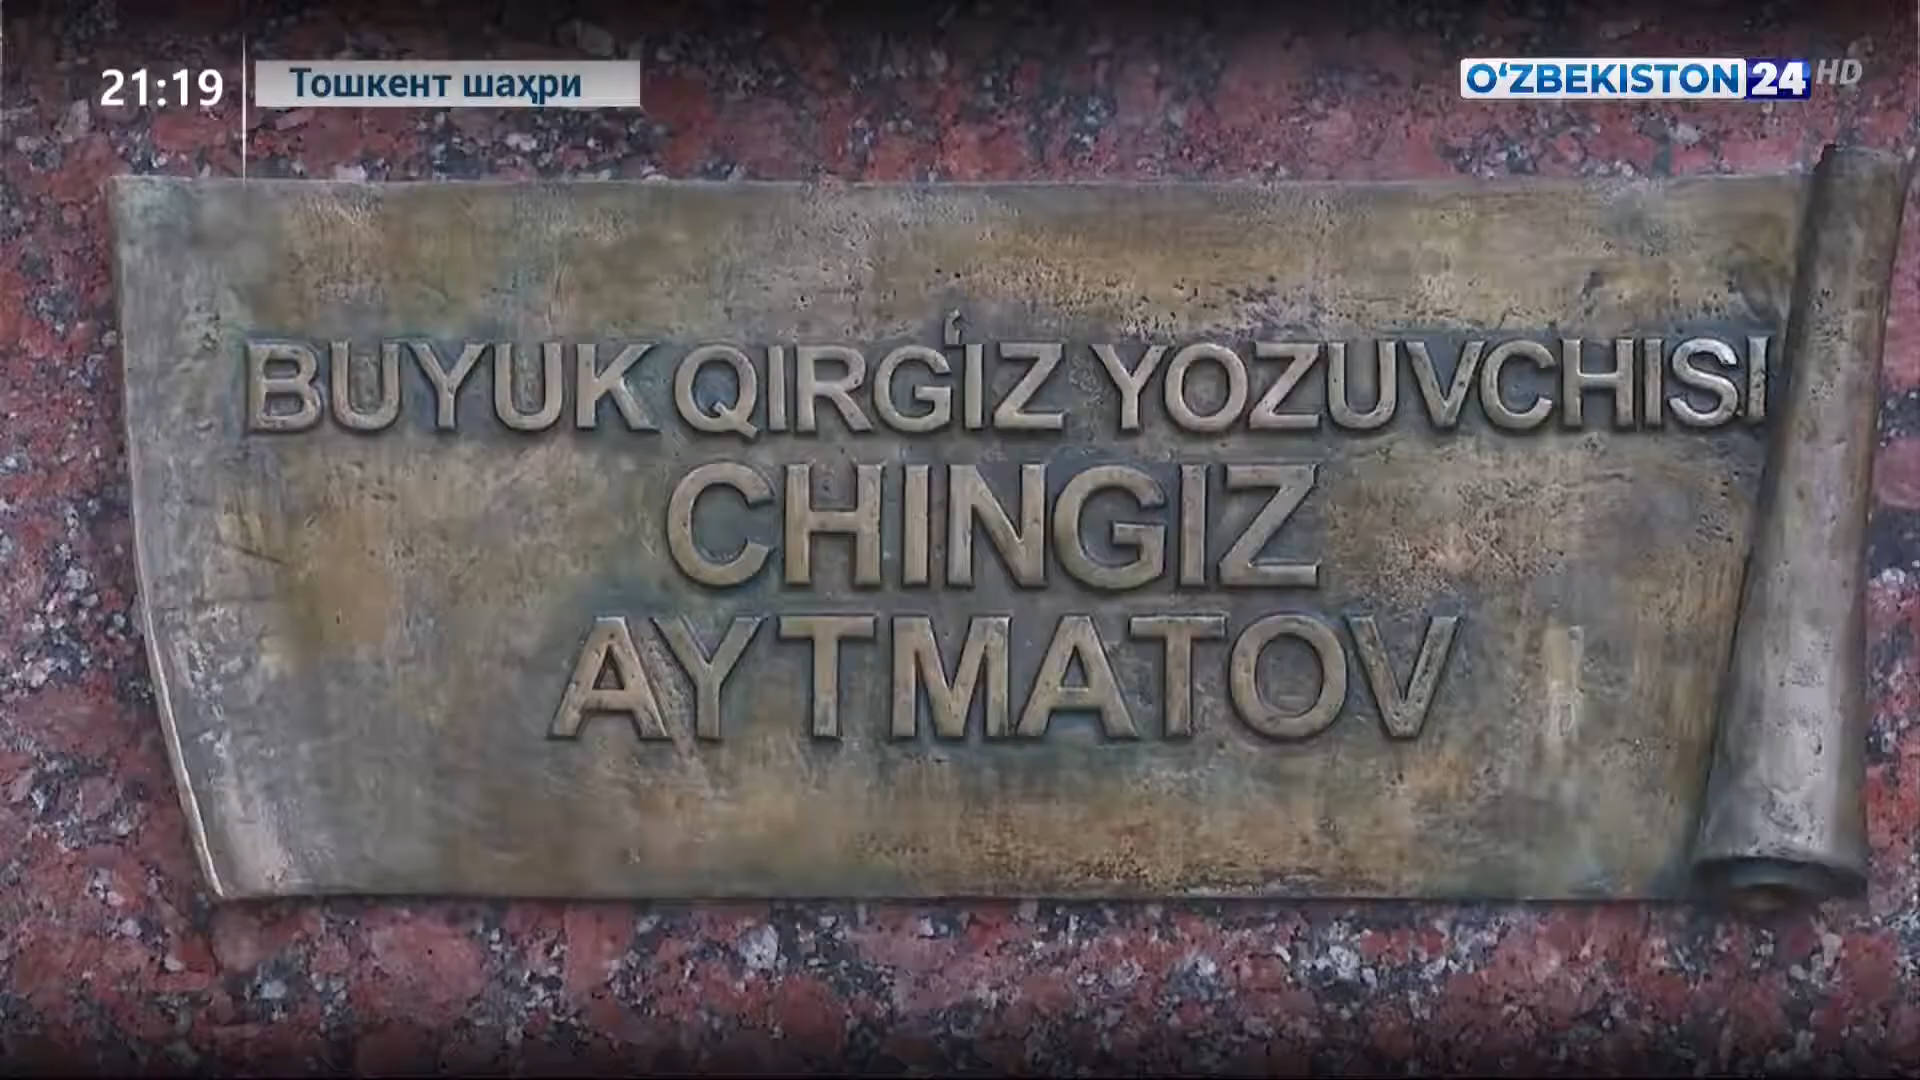 21:19
Тошкент шаҳри
O‘ZBEKISTON 24 HD
BUYUK QIRG‘IZ YOZUVCHISI
CHINGIZ
AYTMATOV